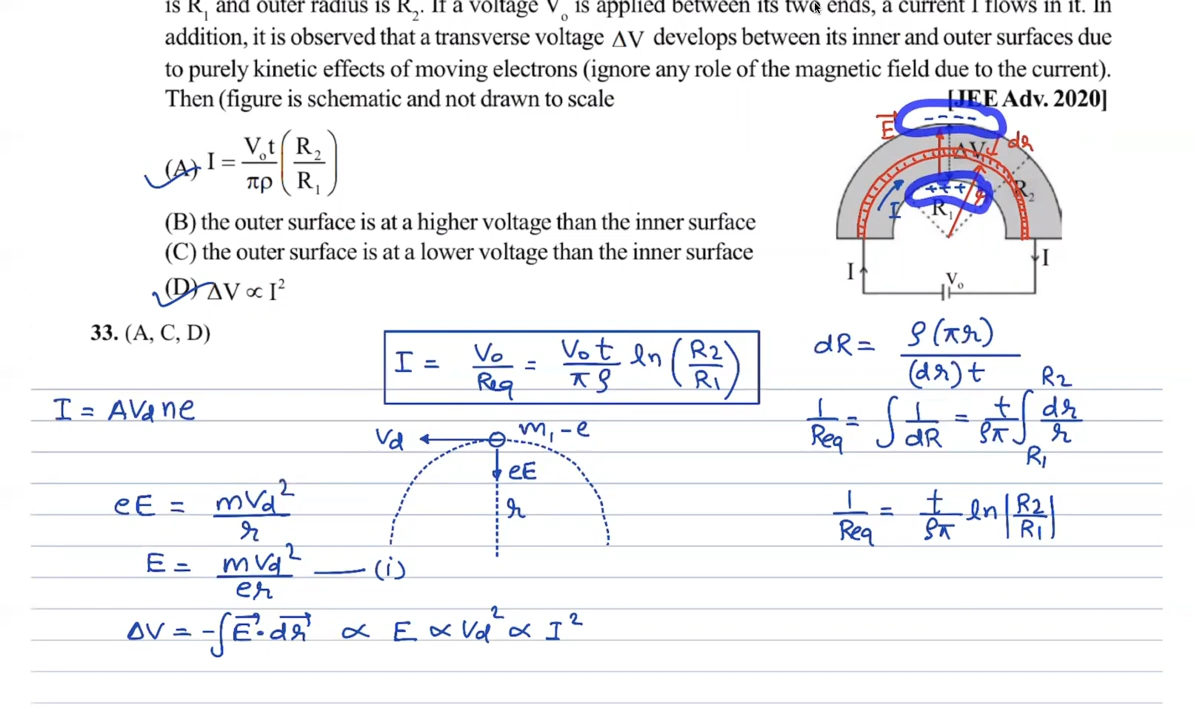 is R₁ and outer radius is R₂. If a voltage V₀ is applied between its two ends, a current I flows in it. In
addition, it is observed that a transverse voltage ΔV develops between its inner and outer surfaces due
to purely kinetic effects of moving electrons (ignore any role of the magnetic field due to the current).
Then (figure is schematic and not drawn to scale [JEE Adv. 2020]
(A) I = V₀t/πρ (R₂/R₁)
(B) the outer surface is at a higher voltage than the inner surface
(C) the outer surface is at a lower voltage than the inner surface
(D) ΔV ∝ I²
E⃗ - - - -
ΔV dr
+ + +
I R₁ r R₂
I V₀ I
33. (A, C, D)
I = V₀/Req = V₀t/πρ ln(R2/R1)
dR = ρ(πr)/(dr)t
I = AVdne
1/Req = ∫ 1/dR = t/ρπ ∫ dr/r R2 R1
Vd ⊖ m, -e
eE
r
eE = mVd²/r
1/Req = t/ρπ ln|R2/R1|
E = mVd²/er —— (i)
ΔV = -∫E⃗·dr⃗ ∝ E ∝ Vd² ∝ I²